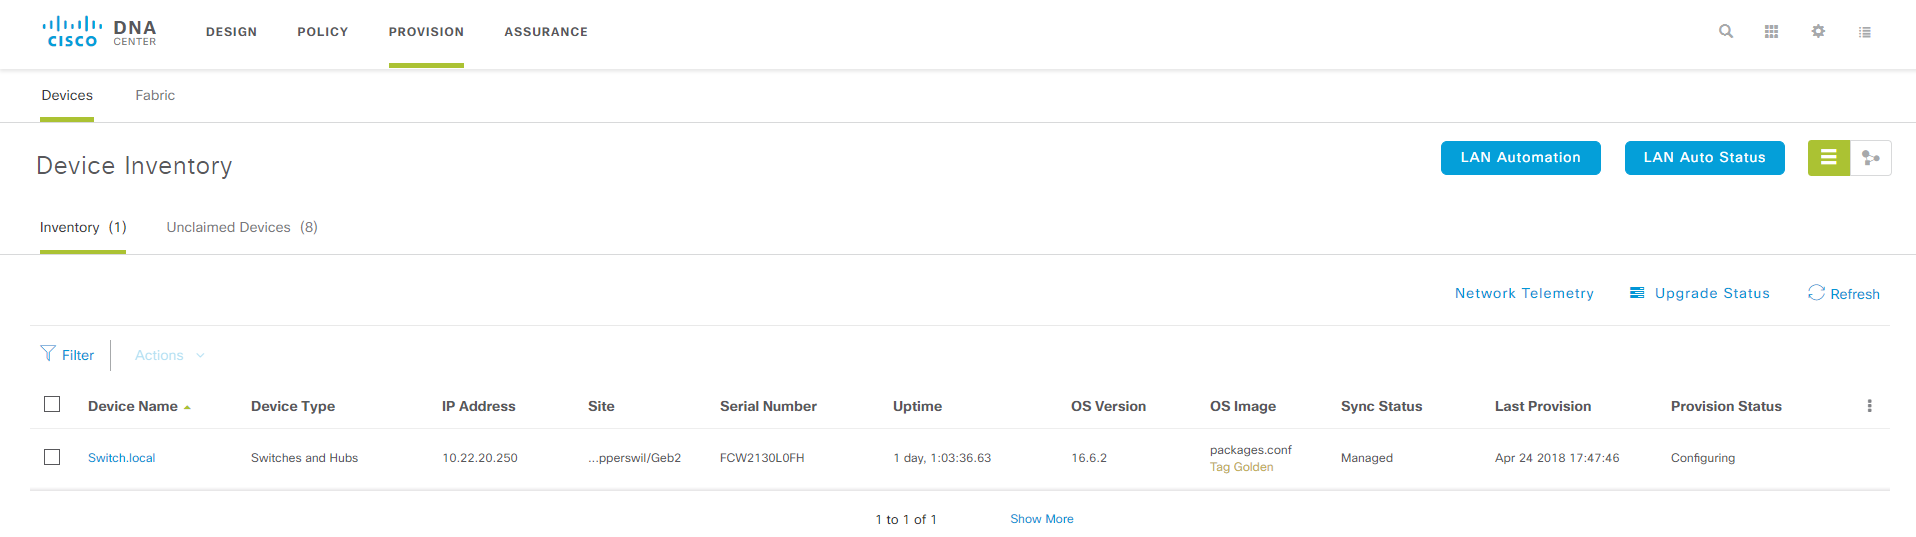 CISCO DNA CENTER DESIGN POLICY PROVISION ASSURANCE
Devices Fabric
Device Inventory LAN Automation LAN Auto Status
Inventory (1) Unclaimed Devices (8)
Network Telemetry Upgrade Status Refresh
Filter Actions
Device Name Device Type IP Address Site Serial Number Uptime OS Version OS Image Sync Status Last Provision Provision Status
Switch.local Switches and Hubs 10.22.20.250 ...pperswil/Geb2 FCW2130L0FH 1 day, 1:03:36.63 16.6.2 packages.conf Managed Apr 24 2018 17:47:46 Configuring
Tag Golden
1 to 1 of 1 Show More